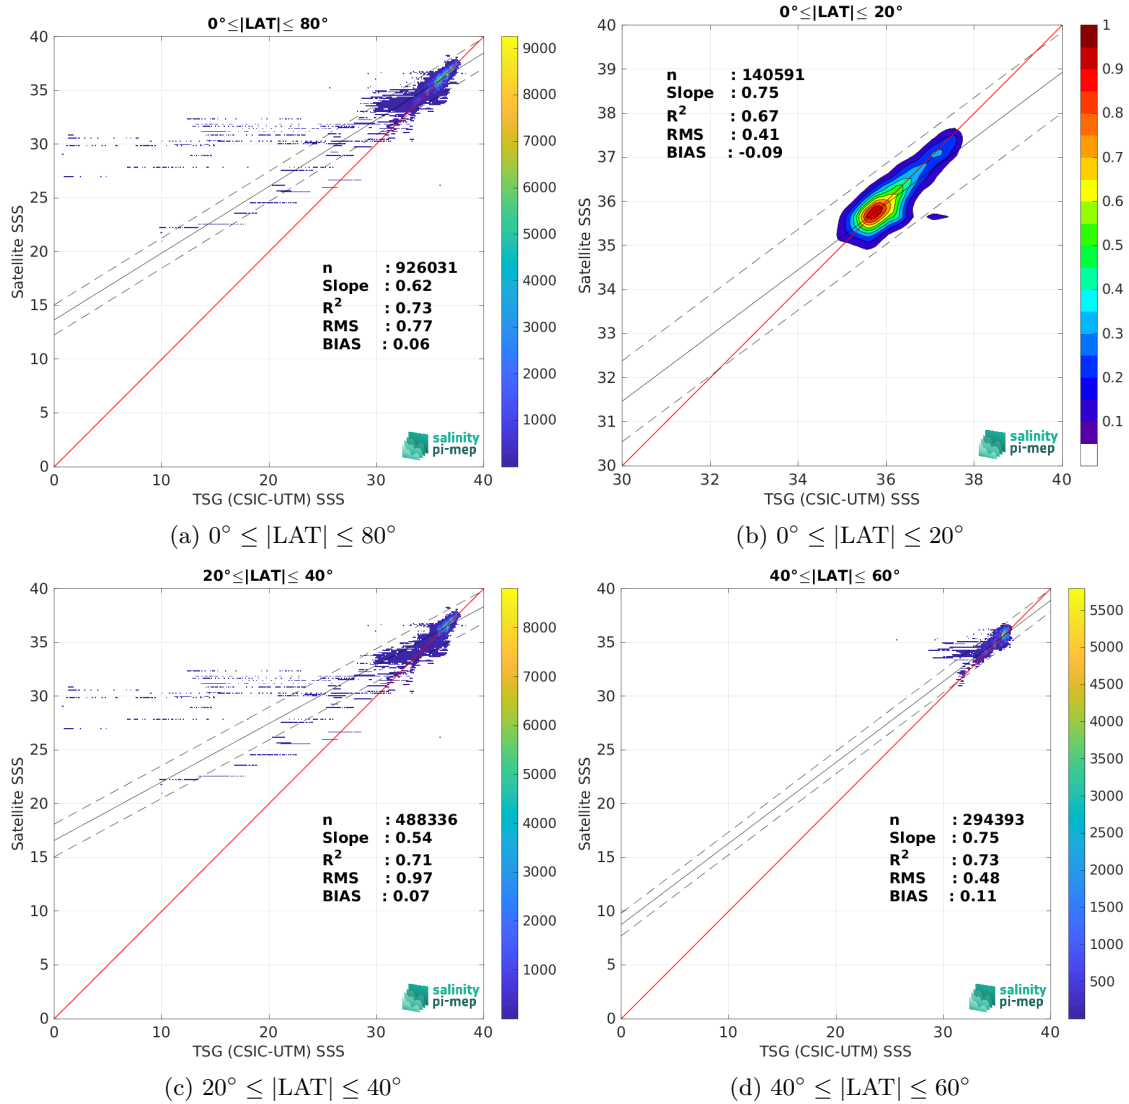 0°≤|LAT|≤ 80°
40
35
30
25
20
15
10
5
0
Satellite SSS
n : 926031
Slope : 0.62
R² : 0.73
RMS : 0.77
BIAS : 0.06
salinity
pi-mep
0 10 20 30 40
TSG (CSIC-UTM) SSS
9000
8000
7000
6000
5000
4000
3000
2000
1000
(a) 0° ≤ |LAT| ≤ 80°
0°≤|LAT|≤ 20°
40
39
38
37
36
35
34
33
32
31
30
Satellite SSS
n : 140591
Slope : 0.75
R² : 0.67
RMS : 0.41
BIAS : -0.09
salinity
pi-mep
30 32 34 36 38 40
TSG (CSIC-UTM) SSS
1
0.9
0.8
0.7
0.6
0.5
0.4
0.3
0.2
0.1
(b) 0° ≤ |LAT| ≤ 20°
20°≤|LAT|≤ 40°
40
35
30
25
20
15
10
5
0
Satellite SSS
n : 488336
Slope : 0.54
R² : 0.71
RMS : 0.97
BIAS : 0.07
salinity
pi-mep
0 10 20 30 40
TSG (CSIC-UTM) SSS
8000
7000
6000
5000
4000
3000
2000
1000
(c) 20° ≤ |LAT| ≤ 40°
40°≤|LAT|≤ 60°
40
35
30
25
20
15
10
5
0
Satellite SSS
n : 294393
Slope : 0.75
R² : 0.73
RMS : 0.48
BIAS : 0.11
salinity
pi-mep
0 10 20 30 40
TSG (CSIC-UTM) SSS
5500
5000
4500
4000
3500
3000
2500
2000
1500
1000
500
(d) 40° ≤ |LAT| ≤ 60°